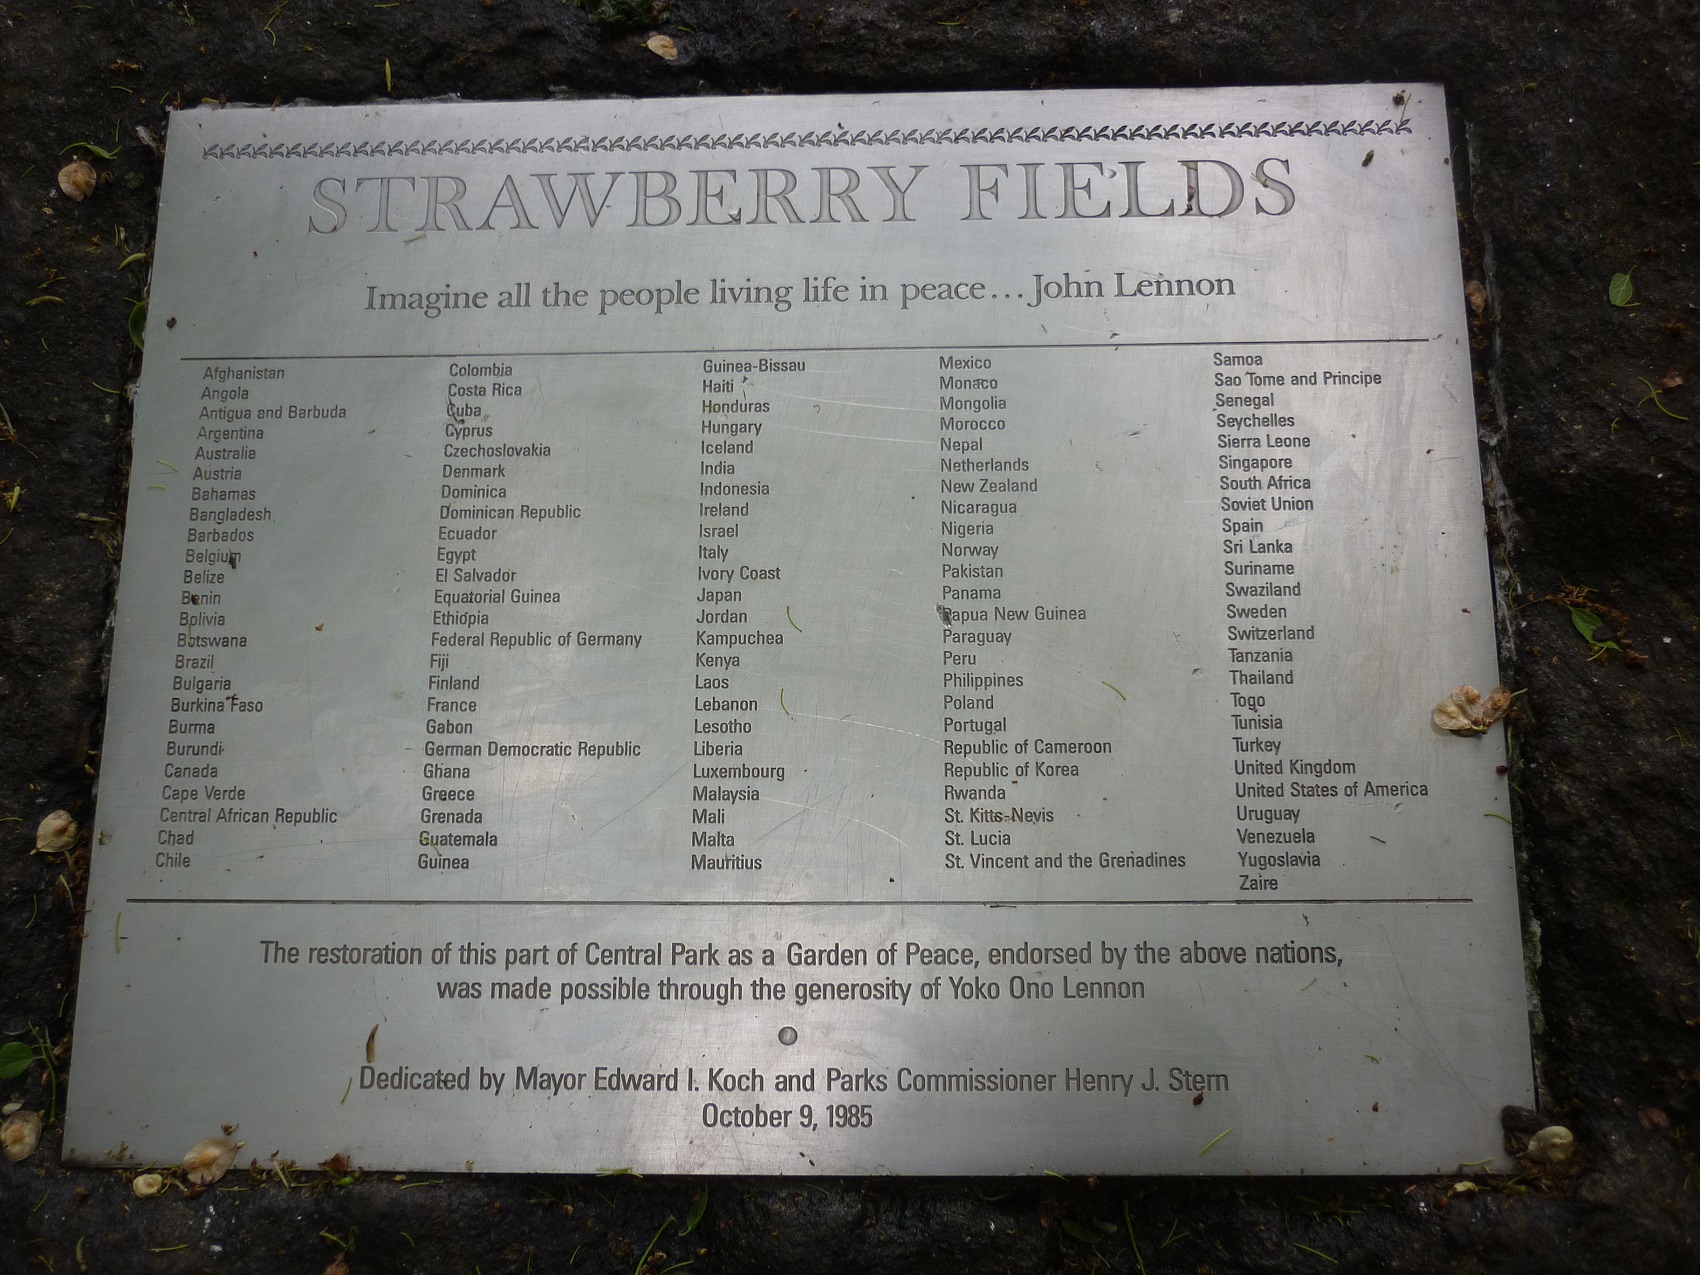 STRAWBERRY FIELDS
Imagine all the people living life in peace...John Lennon
Afghanistan
Angola
Antigua and Barbuda
Argentina
Australia
Austria
Bahamas
Bangladesh
Barbados
Belgium
Belize
Benin
Bolivia
Botswana
Brazil
Bulgaria
Burkina Faso
Burma
Burundi
Canada
Cape Verde
Central African Republic
Chad
Chile
Colombia
Costa Rica
Cuba
Cyprus
Czechoslovakia
Denmark
Dominica
Dominican Republic
Ecuador
Egypt
El Salvador
Equatorial Guinea
Ethiopia
Federal Republic of Germany
Fiji
Finland
France
Gabon
German Democratic Republic
Ghana
Greece
Grenada
Guatemala
Guinea
Guinea-Bissau
Haiti
Honduras
Hungary
Iceland
India
Indonesia
Ireland
Israel
Italy
Ivory Coast
Japan
Jordan
Kampuchea
Kenya
Laos
Lebanon
Lesotho
Liberia
Luxembourg
Malaysia
Mali
Malta
Mauritius
Mexico
Monaco
Mongolia
Morocco
Nepal
Netherlands
New Zealand
Nicaragua
Nigeria
Norway
Pakistan
Panama
Papua New Guinea
Paraguay
Peru
Philippines
Poland
Portugal
Republic of Cameroon
Republic of Korea
Rwanda
St. Kitts-Nevis
St. Lucia
St. Vincent and the Grenadines
Samoa
Sao Tome and Principe
Senegal
Seychelles
Sierra Leone
Singapore
South Africa
Soviet Union
Spain
Sri Lanka
Suriname
Swaziland
Sweden
Switzerland
Tanzania
Thailand
Togo
Tunisia
Turkey
United Kingdom
United States of America
Uruguay
Venezuela
Yugoslavia
Zaire
The restoration of this part of Central Park as a Garden of Peace, endorsed by the above nations,
was made possible through the generosity of Yoko Ono Lennon
Dedicated by Mayor Edward I. Koch and Parks Commissioner Henry J. Stern
October 9, 1985